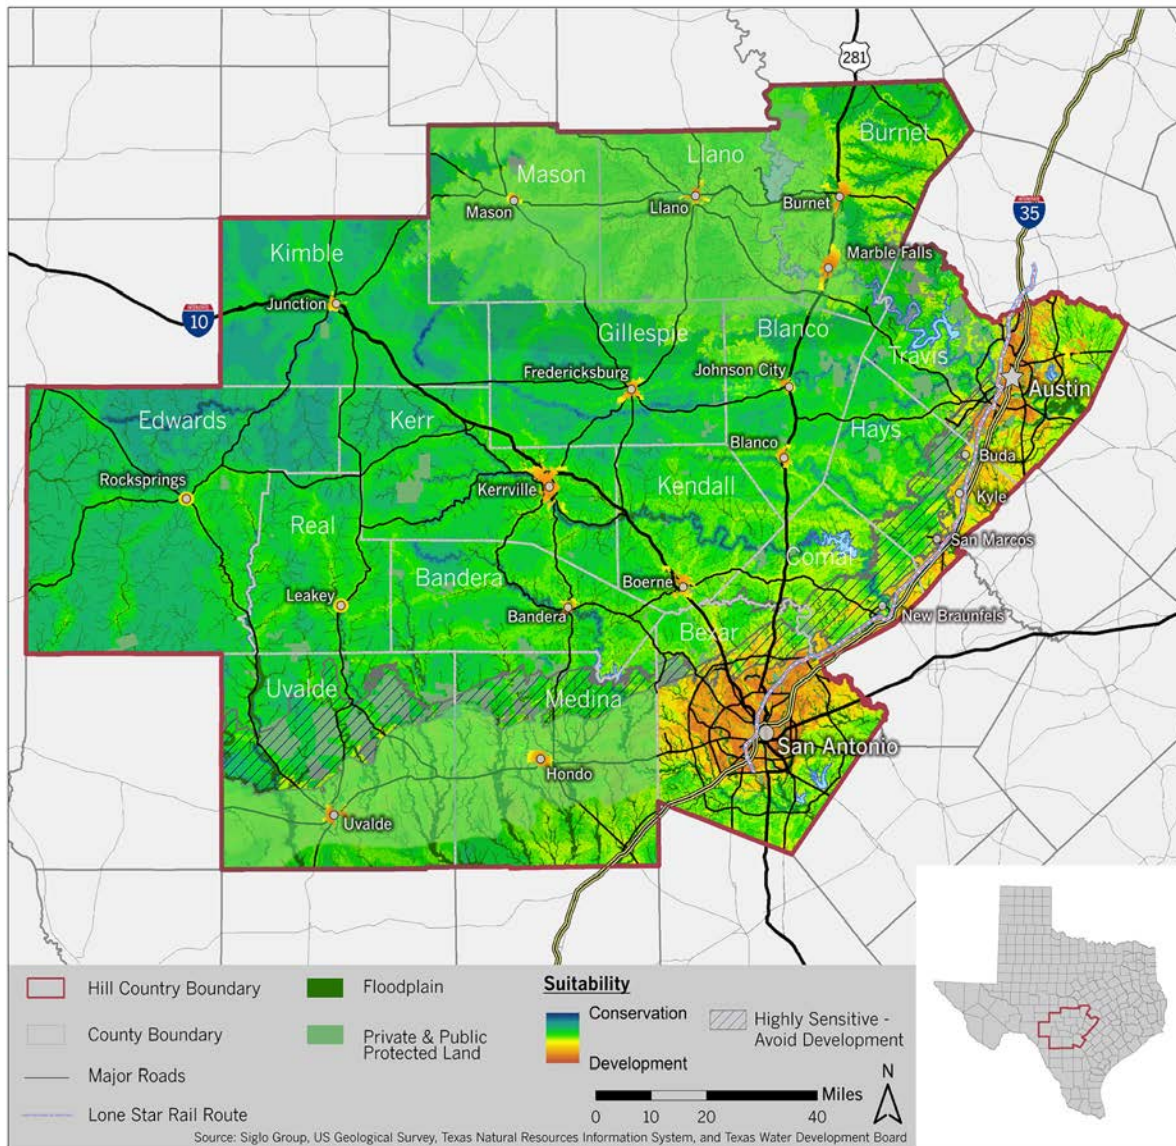 281
Burnet
Llano
Mason
Mason
Llano
Burnet
INTERSTATE
35
Kimble
Marble Falls
Junction
INTERSTATE
10
Gillespie
Blanco
Travis
Fredericksburg
Johnson City
Austin
Edwards
Kerr
Hays
Blanco
Buda
Rocksprings
Kerrville
Kendall
Kyle
Real
San Marcos
Comal
Bandera
Boerne
Leakey
Bandera
New Braunfels
Bexar
Uvalde
Medina
San Antonio
Hondo
Uvalde
Hill Country Boundary
County Boundary
Major Roads
Lone Star Rail Route
Floodplain
Private & Public
Protected Land
Suitability
Conservation
Development
Highly Sensitive -
Avoid Development
N
Miles
0 10 20 40
Source: Siglo Group, US Geological Survey, Texas Natural Resources Information System, and Texas Water Development Board